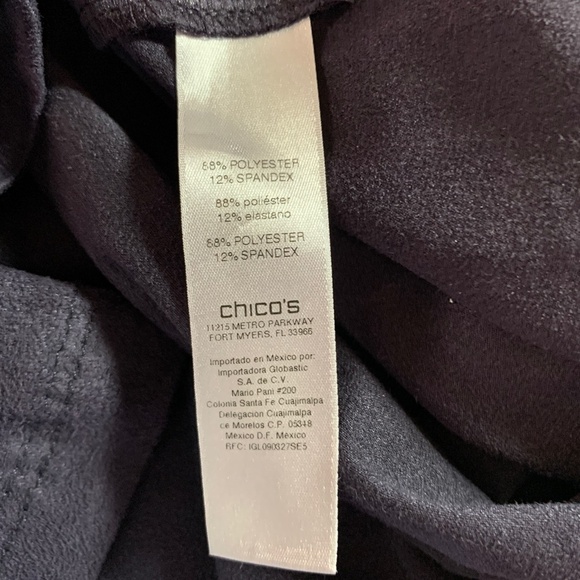 88% POLYESTER
12% SPANDEX
88% poliéster
12% elastano
88% POLYESTER
12% SPANDEX
chico's
11215 METRO PARKWAY
FORT MYERS, FL 33966
Importado en México por:
Importadora Globastic
S.A. de C.V.
Mario Pani #200
Colonia Santa Fe Cuajimalpa
Delegación Cuajimalpa
de Morelos C.P. 05348
México D.F. México
RFC: IGL090327SE5